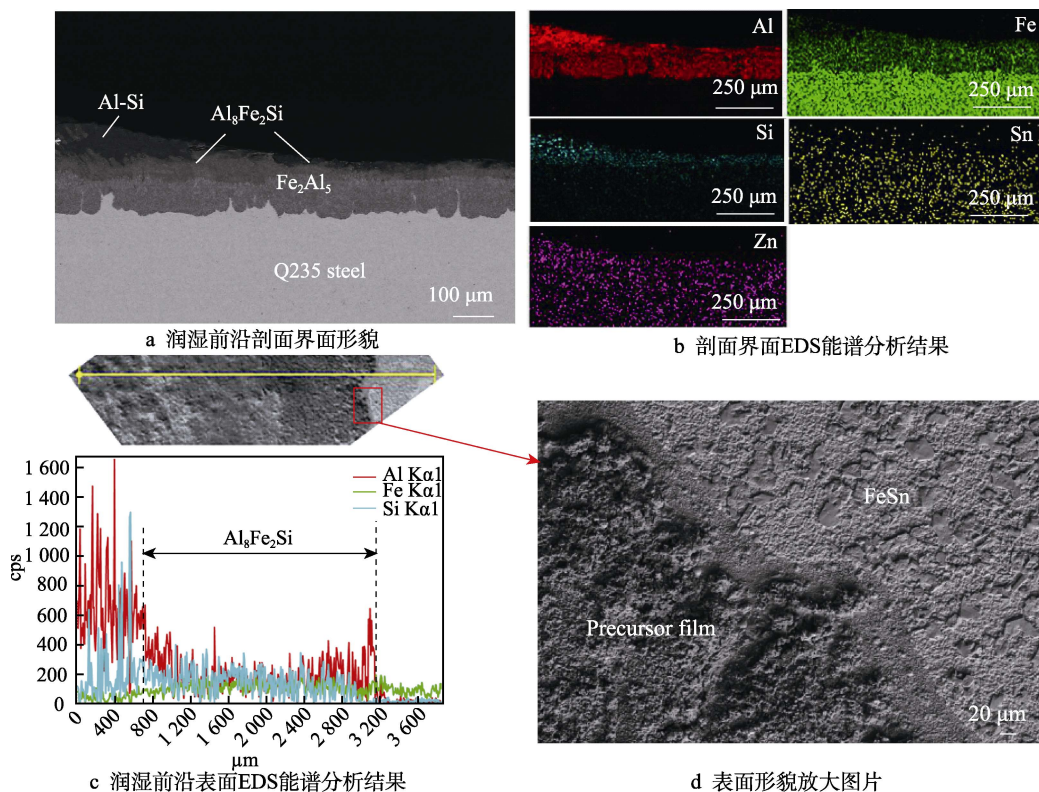 Al-Si
Al₈Fe₂Si
Fe₂Al₅
Q235 steel
100 μm
a 润湿前沿剖面界面形貌
Al
250 μm
Fe
250 μm
Si
250 μm
Sn
250 μm
Zn
250 μm
b 剖面界面EDS能谱分析结果
1 600
1 400
1 200
1 000
800
600
400
200
0
cps
Al Kα1
Fe Kα1
Si Kα1
Al₈Fe₂Si
0
400
800
1 200
1 600
2 000
2 400
2 800
3 200
3 600
μm
c 润湿前沿表面EDS能谱分析结果
FeSn
Precursor film
20 μm
d 表面形貌放大图片